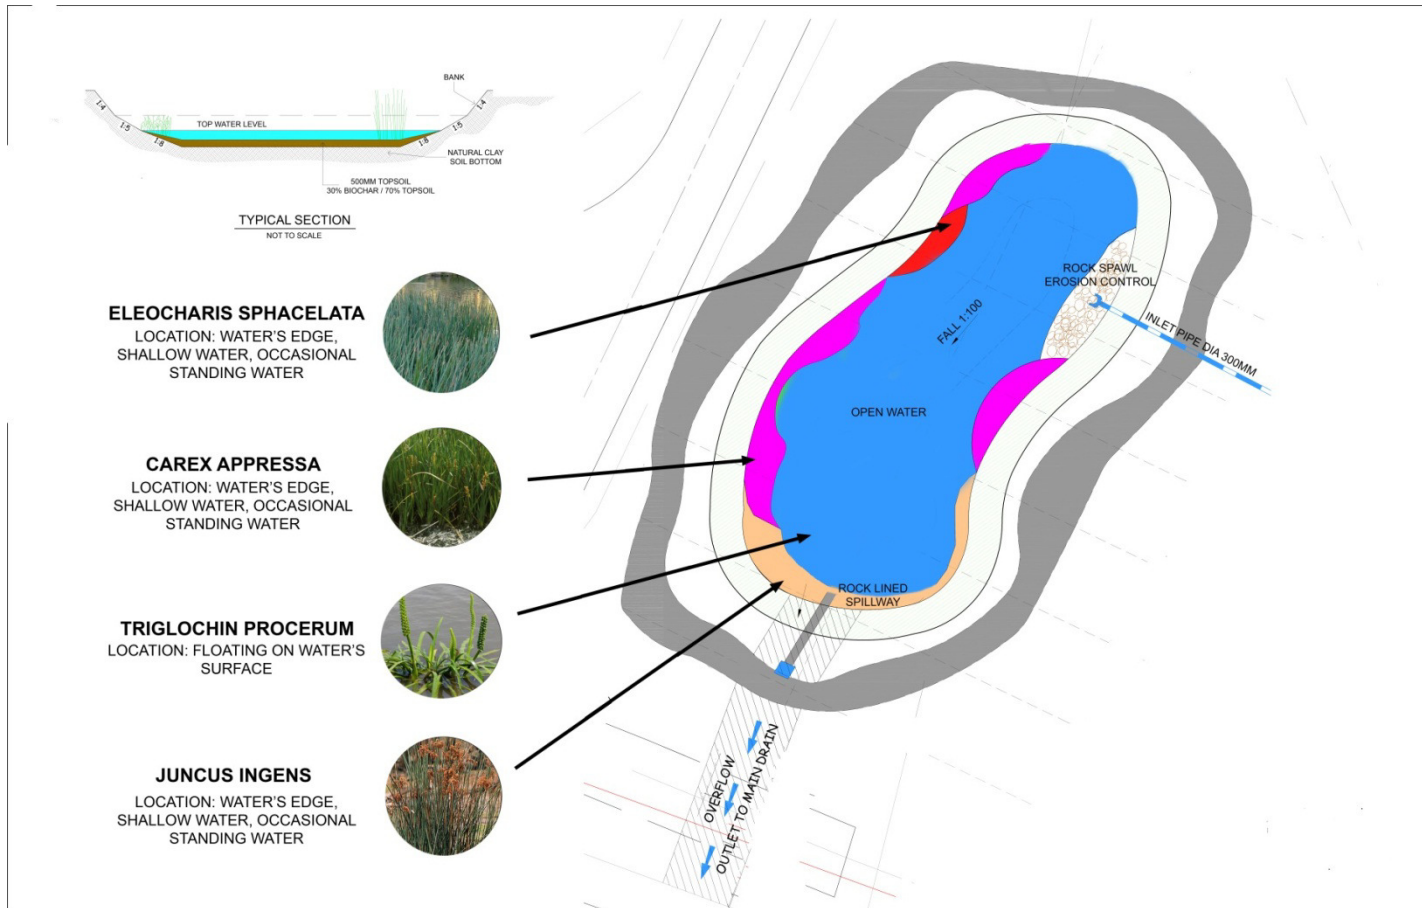 BANK
1:4
1:4
TOP WATER LEVEL
1:5
1:5
1:8
1:8
NATURAL CLAY
SOIL BOTTOM
500MM TOPSOIL
30% BIOCHAR / 70% TOPSOIL
TYPICAL SECTION
NOT TO SCALE
ELEOCHARIS SPHACELATA
LOCATION: WATER'S EDGE,
SHALLOW WATER, OCCASIONAL
STANDING WATER
CAREX APPRESSA
LOCATION: WATER'S EDGE,
SHALLOW WATER, OCCASIONAL
STANDING WATER
TRIGLOCHIN PROCERUM
LOCATION: FLOATING ON WATER'S
SURFACE
JUNCUS INGENS
LOCATION: WATER'S EDGE,
SHALLOW WATER, OCCASIONAL
STANDING WATER
ROCK SPAWL
EROSION CONTROL
INLET PIPE DIA 300MM
FALL 1:100
OPEN WATER
ROCK LINED
SPILLWAY
OVERFLOW
OUTLET TO MAIN DRAIN